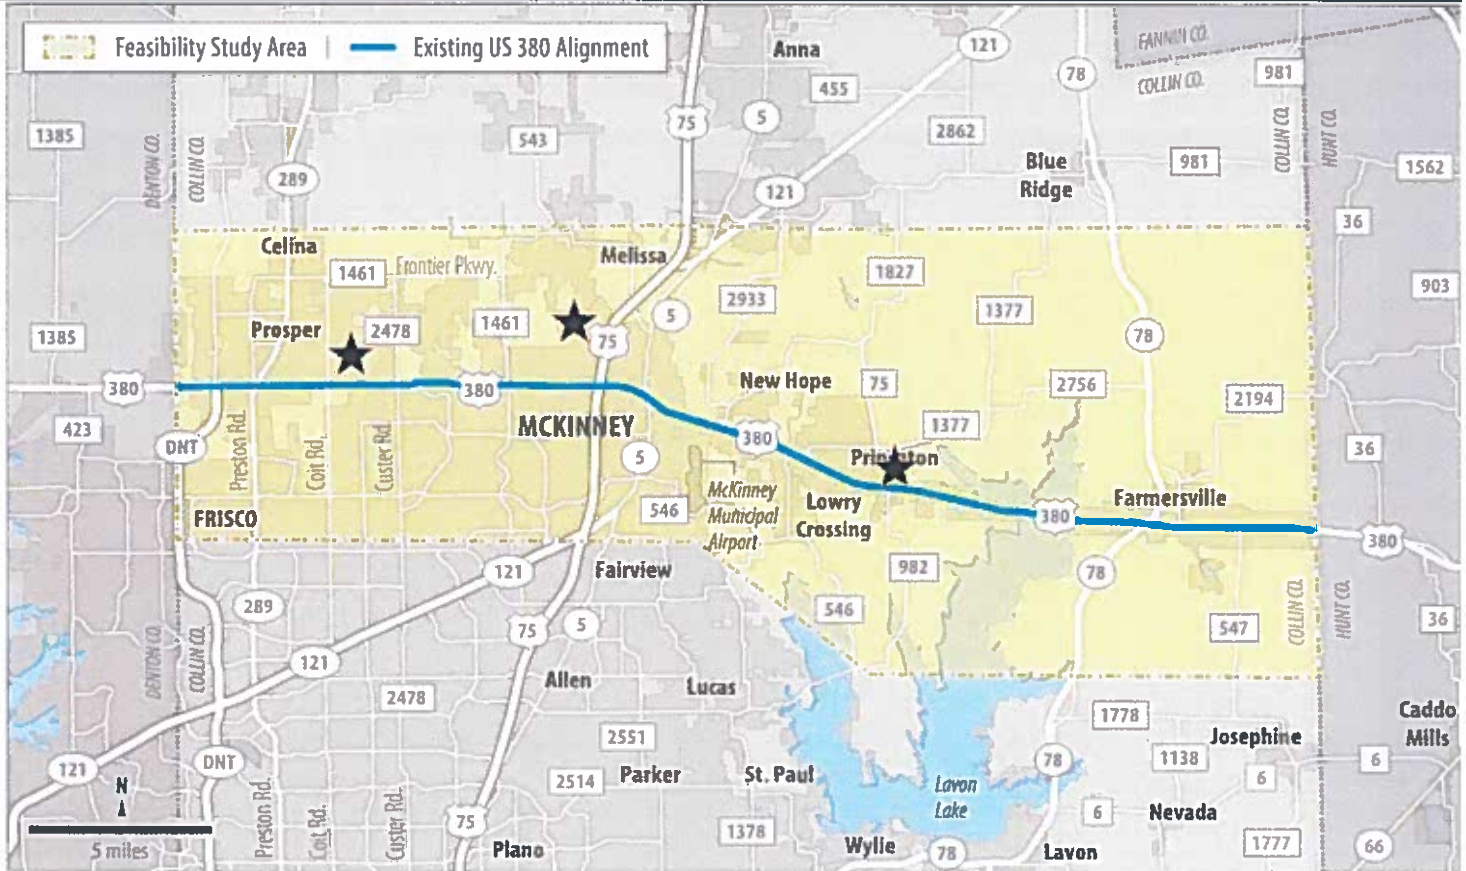 Feasibility Study Area | Existing US 380 Alignment
Anna
121
78
FANNIN CO.
COLLIN CO.
981
455
75
5
1385
543
2862
DENTON CO.
COLLIN CO.
COLLIN CO.
HUNT CO.
Blue
Ridge
981
1562
289
121
36
Celina
Melissa
1461
Frontier Pkwy.
1827
903
2933
1377
Prosper
2478
1461
5
1385
75
78
380
380
New Hope
75
2756
2194
423
MCKINNEY
1377
DNT
Preston Rd.
Coit Rd.
Custer Rd.
5
380
36
Princeton
McKinney
Municipal
Airport
Lowry
Crossing
Farmersville
FRISCO
546
380
380
121
Fairview
982
78
289
5
546
COLLIN CO.
HUNT CO.
DENTON CO.
COLLIN CO.
75
547
36
121
Allen
Lucas
2478
1778
Caddo
Mills
2551
Josephine
121
DNT
N
2514
Parker
St. Paul
Lavon
Lake
78
1138
6
6
Preston Rd.
Coit Rd.
Custer Rd.
75
6
Nevada
5 miles
1378
Plano
Wylie
78
Lavon
1777
66